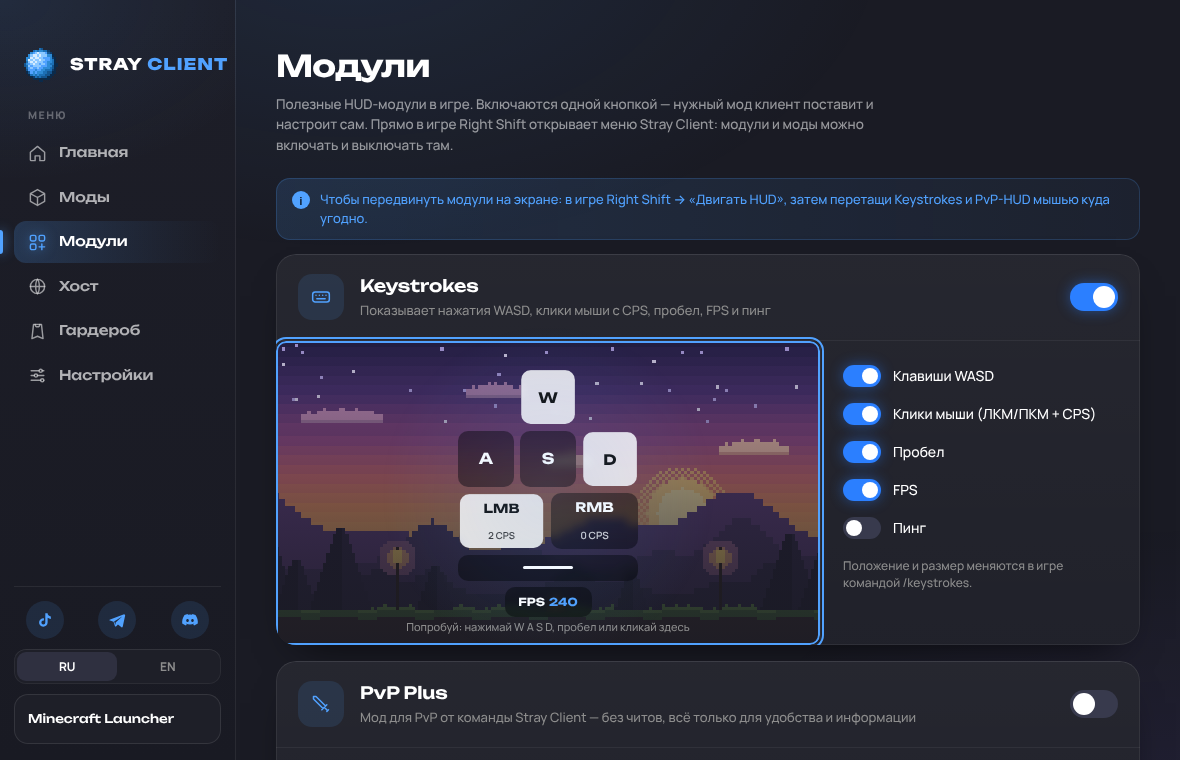 STRAY CLIENT
МЕНЮ
Главная
Моды
Модули
Хост
Гардероб
Настройки
RU
EN
Minecraft Launcher
Модули
Полезные HUD-модули в игре. Включаются одной кнопкой — нужный мод клиент поставит и
настроит сам. Прямо в игре Right Shift открывает меню Stray Client: модули и моды можно
включать и выключать там.
Чтобы передвинуть модули на экране: в игре Right Shift → «Двигать HUD», затем перетащи Keystrokes и PvP-HUD мышью куда
угодно.
Keystrokes
Показывает нажатия WASD, клики мыши с CPS, пробел, FPS и пинг
W
A
S
D
LMB
2 CPS
RMB
0 CPS
FPS 240
Попробуй: нажимай W A S D, пробел или кликай здесь
Клавиши WASD
Клики мыши (ЛКМ/ПКМ + CPS)
Пробел
FPS
Пинг
Положение и размер меняются в игре
командой /keystrokes.
PvP Plus
Мод для PvP от команды Stray Client — без читов, всё только для удобства и информации